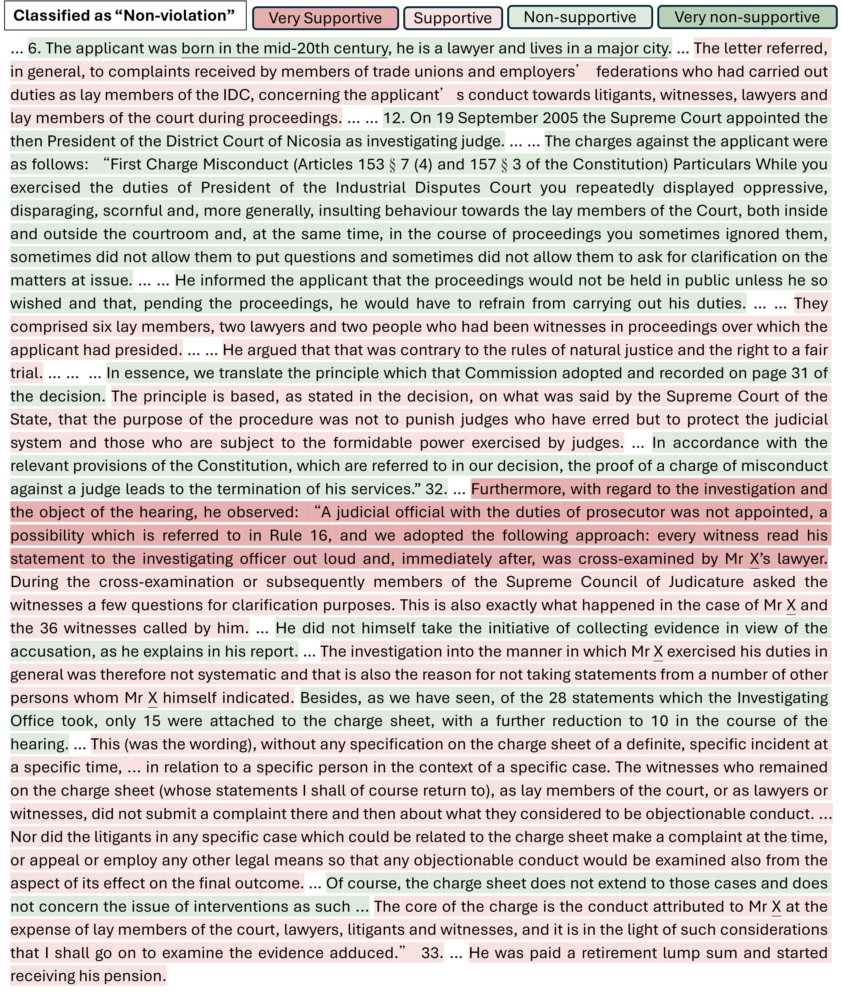 Classified as “Non-violation” Very Supportive Supportive Non-supportive Very non-supportive
... 6. The applicant was born in the mid-20th century, he is a lawyer and lives in a major city. ... The letter referred,
in general, to complaints received by members of trade unions and employers’ federations who had carried out
duties as lay members of the IDC, concerning the applicant’ s conduct towards litigants, witnesses, lawyers and
lay members of the court during proceedings. ... ... 12. On 19 September 2005 the Supreme Court appointed the
then President of the District Court of Nicosia as investigating judge. ... ... The charges against the applicant were
as follows: “First Charge Misconduct (Articles 153 § 7 (4) and 157 § 3 of the Constitution) Particulars While you
exercised the duties of President of the Industrial Disputes Court you repeatedly displayed oppressive,
disparaging, scornful and, more generally, insulting behaviour towards the lay members of the Court, both inside
and outside the courtroom and, at the same time, in the course of proceedings you sometimes ignored them,
sometimes did not allow them to put questions and sometimes did not allow them to ask for clarification on the
matters at issue. ... ... He informed the applicant that the proceedings would not be held in public unless he so
wished and that, pending the proceedings, he would have to refrain from carrying out his duties. ... ... They
comprised six lay members, two lawyers and two people who had been witnesses in proceedings over which the
applicant had presided. ... ... He argued that that was contrary to the rules of natural justice and the right to a fair
trial. ... ... ... In essence, we translate the principle which that Commission adopted and recorded on page 31 of
the decision. The principle is based, as stated in the decision, on what was said by the Supreme Court of the
State, that the purpose of the procedure was not to punish judges who have erred but to protect the judicial
system and those who are subject to the formidable power exercised by judges. ... In accordance with the
relevant provisions of the Constitution, which are referred to in our decision, the proof of a charge of misconduct
against a judge leads to the termination of his services.” 32. ... Furthermore, with regard to the investigation and
the object of the hearing, he observed: “A judicial official with the duties of prosecutor was not appointed, a
possibility which is referred to in Rule 16, and we adopted the following approach: every witness read his
statement to the investigating officer out loud and, immediately after, was cross-examined by Mr X’s lawyer.
During the cross-examination or subsequently members of the Supreme Council of Judicature asked the
witnesses a few questions for clarification purposes. This is also exactly what happened in the case of Mr X and
the 36 witnesses called by him. ... He did not himself take the initiative of collecting evidence in view of the
accusation, as he explains in his report. ... The investigation into the manner in which Mr X exercised his duties in
general was therefore not systematic and that is also the reason for not taking statements from a number of other
persons whom Mr X himself indicated. Besides, as we have seen, of the 28 statements which the Investigating
Office took, only 15 were attached to the charge sheet, with a further reduction to 10 in the course of the
hearing. ... This (was the wording), without any specification on the charge sheet of a definite, specific incident at
a specific time, ... in relation to a specific person in the context of a specific case. The witnesses who remained
on the charge sheet (whose statements I shall of course return to), as lay members of the court, or as lawyers or
witnesses, did not submit a complaint there and then about what they considered to be objectionable conduct. ...
Nor did the litigants in any specific case which could be related to the charge sheet make a complaint at the time,
or appeal or employ any other legal means so that any objectionable conduct would be examined also from the
aspect of its effect on the final outcome. ... Of course, the charge sheet does not extend to those cases and does
not concern the issue of interventions as such ... The core of the charge is the conduct attributed to Mr X at the
expense of lay members of the court, lawyers, litigants and witnesses, and it is in the light of such considerations
that I shall go on to examine the evidence adduced.” 33. ... He was paid a retirement lump sum and started
receiving his pension.